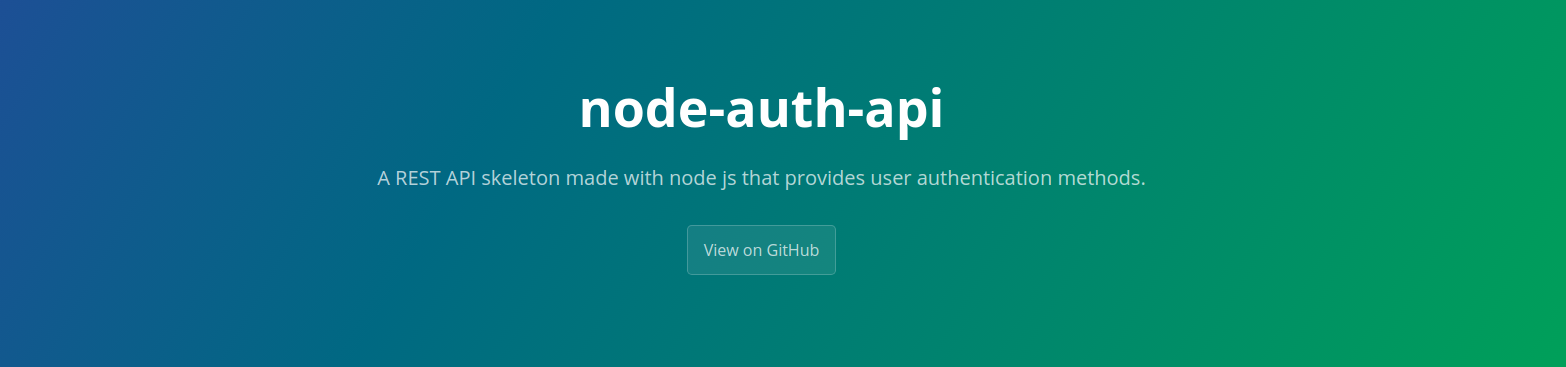 node-auth-api
A REST API skeleton made with node js that provides user authentication methods.
View on GitHub